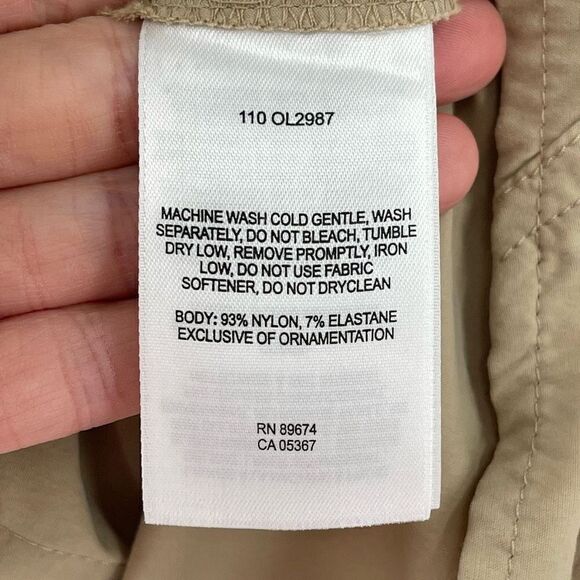 110 OL2987
MACHINE WASH COLD GENTLE, WASH
SEPARATELY, DO NOT BLEACH, TUMBLE
DRY LOW, REMOVE PROMPTLY, IRON
LOW, DO NOT USE FABRIC
SOFTENER, DO NOT DRYCLEAN
BODY: 93% NYLON, 7% ELASTANE
EXCLUSIVE OF ORNAMENTATION
RN 89674
CA 05367